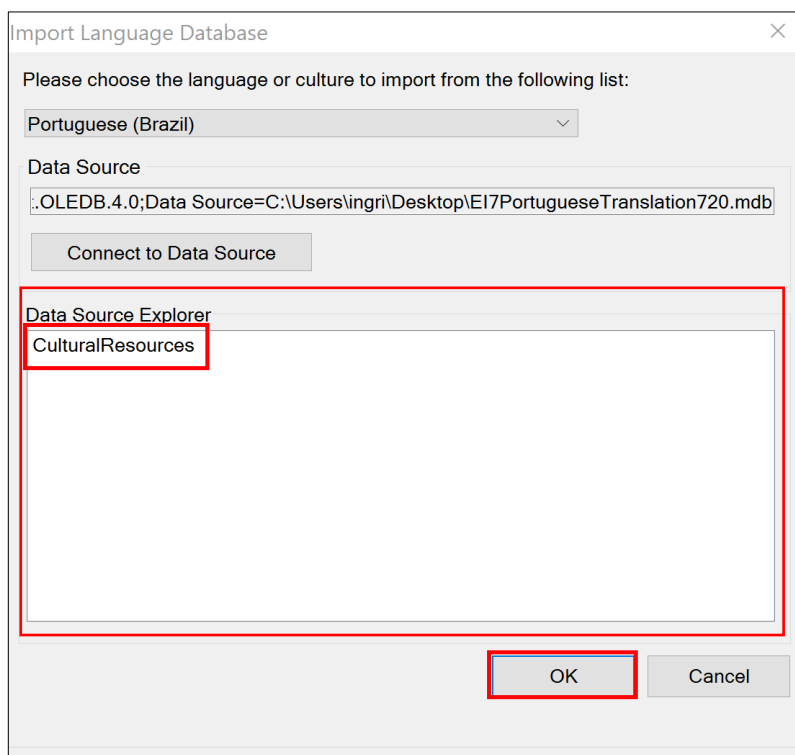 Import Language Database
Please choose the language or culture to import from the following list:
Portuguese (Brazil)
Data Source
:.OLEDB.4.0;Data Source=C:\Users\ingri\Desktop\EI7PortugueseTranslation720.mdb
Connect to Data Source
Data Source Explorer
CulturalResources
OK
Cancel